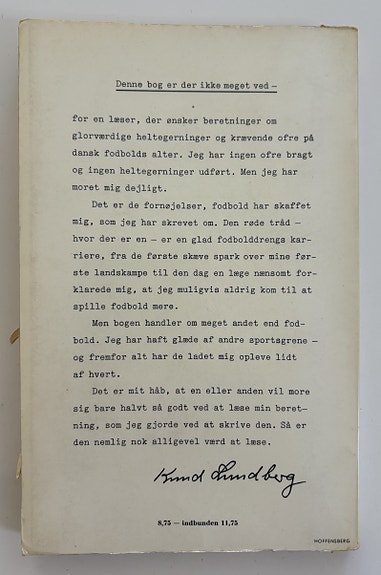 Denne bog er der ikke meget ved –
for en læser, der ønsker beretninger om
glorværdige heltegerninger og krævende ofre på
dansk fodbolds alter. Jeg har ingen ofre bragt
og ingen heltegerninger udført. Men jeg har
moret mig dejligt.
Det er de fornøjelser, fodbold har skaffet
mig, som jeg har skrevet om. Den røde tråd –
hvor der er en – er en glad fodbolddrengs kar-
riere, fra de første skæve spark over mine før-
ste landskampe til den dag en læge nænsomt for-
klarede mig, at jeg muligvis aldrig kom til at
spille fodbold mere.
Men bogen handler om meget andet end fod-
bold. Jeg har haft glæde af andre sportsgrene –
og fremfor alt har de ladet mig opleve lidt
af hvert.
Det er mit håb, at en eller anden vil more
sig bare halvt så godt ved at læse min beret-
ning, som jeg gjorde ved at skrive den. Så er
den nemlig nok alligevel værd at læse.
Knud Lundberg
8,75 – indbunden 11,75
HOFFENSBERG